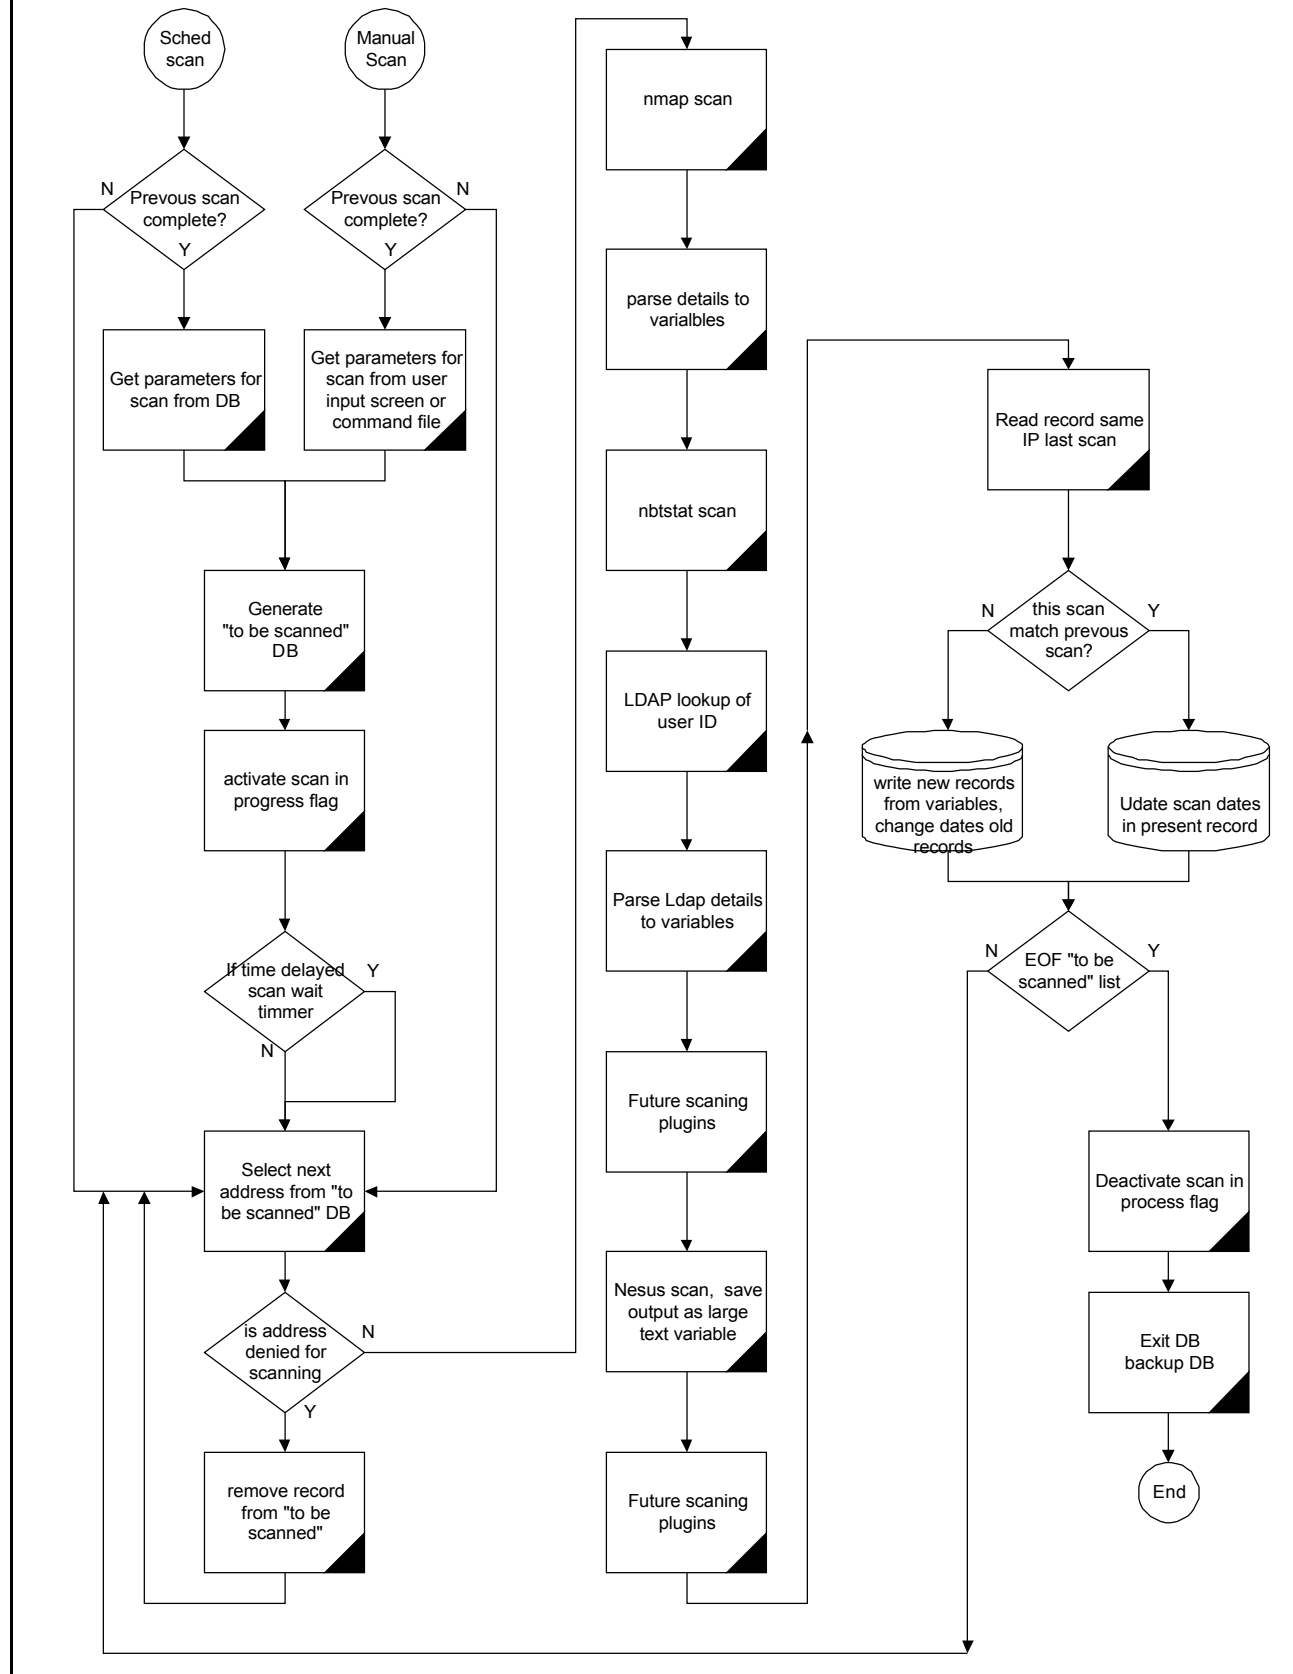 Sched
scan
Manual
Scan
N
Prevous scan
complete?
Y
Prevous scan
complete?
N
Y
Get parameters for
scan from DB
Get parameters for
scan from user
input screen or
command file
Generate
"to be scanned"
DB
activate scan in
progress flag
If time delayed
scan wait
timmer
Y
N
Select next
address from "to
be scanned" DB
is address
denied for
scanning
N
Y
remove record
from "to be
scanned"
nmap scan
parse details to
varialbles
nbtstat scan
LDAP lookup of
user ID
Parse Ldap details
to variables
Future scaning
plugins
Nesus scan,  save
output as large
text variable
Future scaning
plugins
Read record same
IP last scan
N
this scan
match prevous
scan?
Y
write new records
from variables,
change dates old
records
Udate scan dates
in present record
N
EOF "to be
scanned" list
Y
Deactivate scan in
process flag
Exit DB
backup DB
End